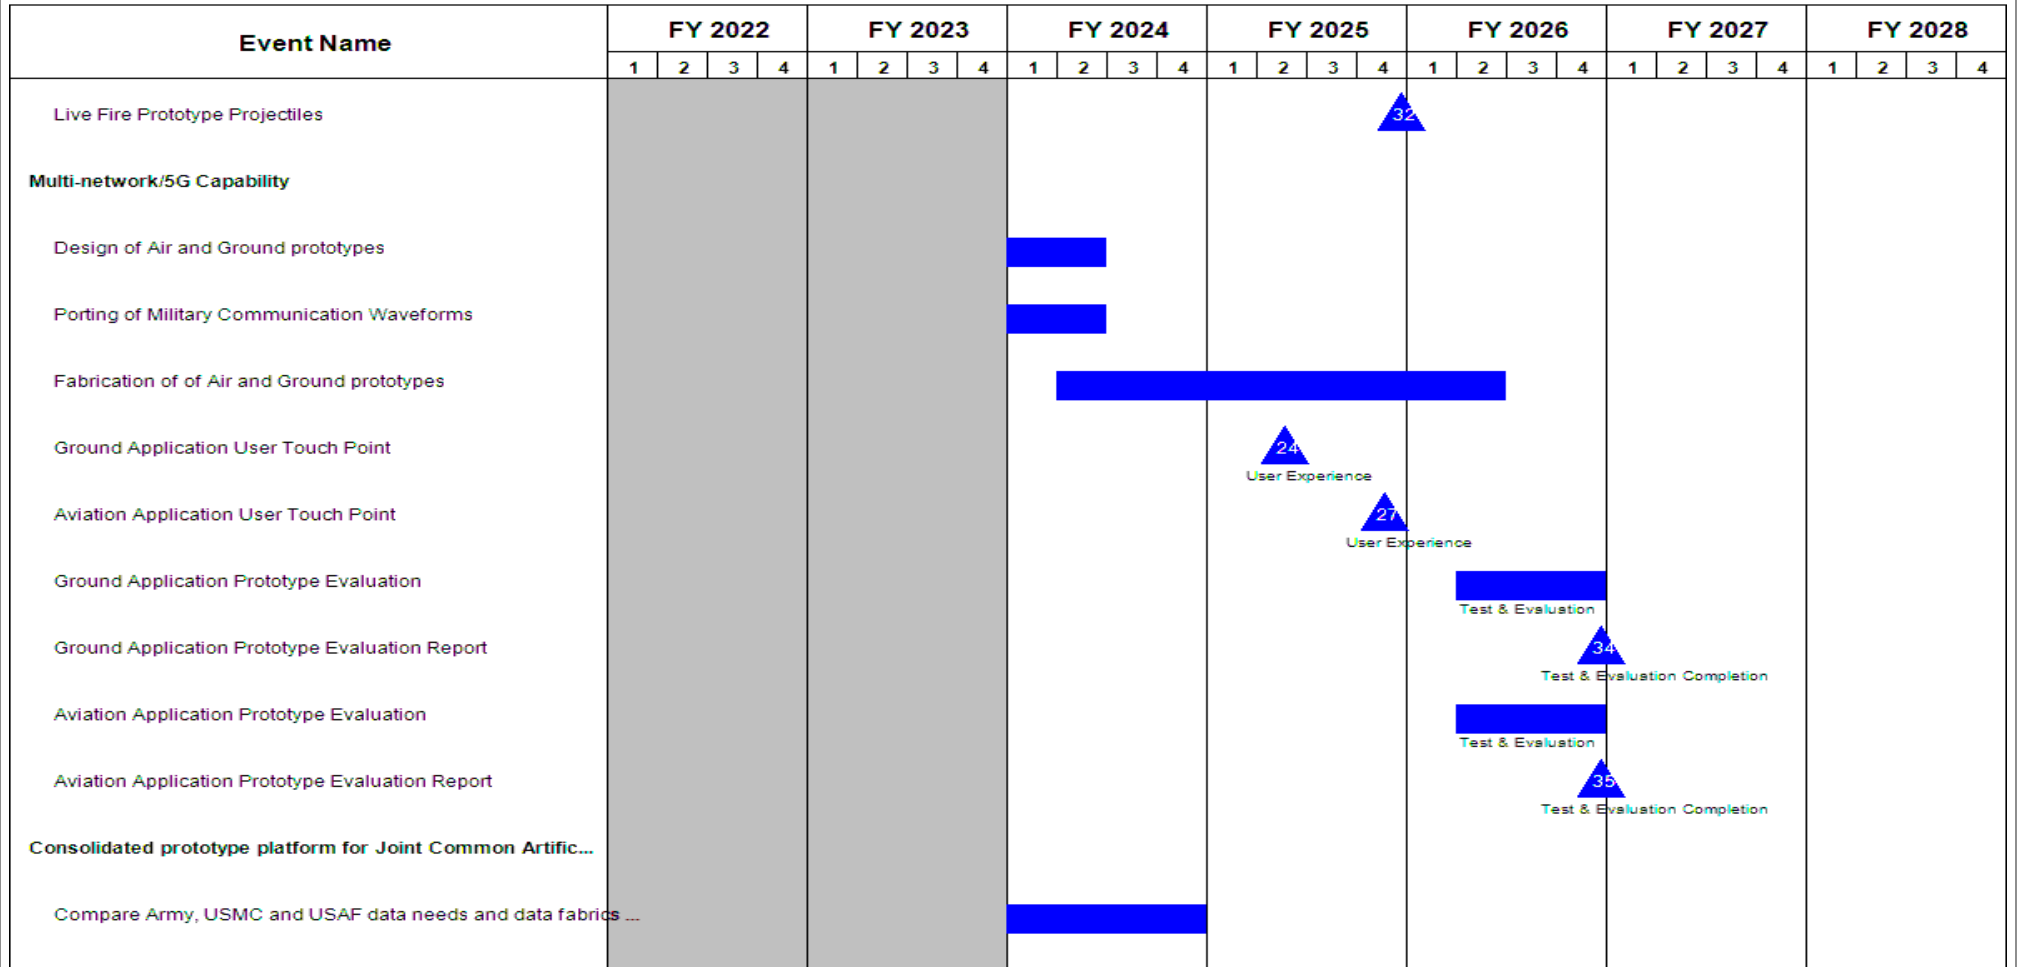 Event Name
FY 2022 FY 2023 FY 2024 FY 2025 FY 2026 FY 2027 FY 2028
1 2 3 4 1 2 3 4 1 2 3 4 1 2 3 4 1 2 3 4 1 2 3 4 1 2 3 4
Live Fire Prototype Projectiles
32
Multi-network/5G Capability
Design of Air and Ground prototypes
Porting of Military Communication Waveforms
Fabrication of of Air and Ground prototypes
Ground Application User Touch Point
24
User Experience
Aviation Application User Touch Point
27
User Experience
Ground Application Prototype Evaluation
Test & Evaluation
Ground Application Prototype Evaluation Report
34
Test & Evaluation Completion
Aviation Application Prototype Evaluation
Test & Evaluation
Aviation Application Prototype Evaluation Report
35
Test & Evaluation Completion
Consolidated prototype platform for Joint Common Artific...
Compare Army, USMC and USAF data needs and data fabrics ...